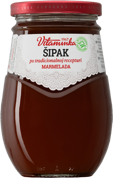 Vitaminka
ŠIPAK
po tradicionalnoj recepturi
MARMELADA